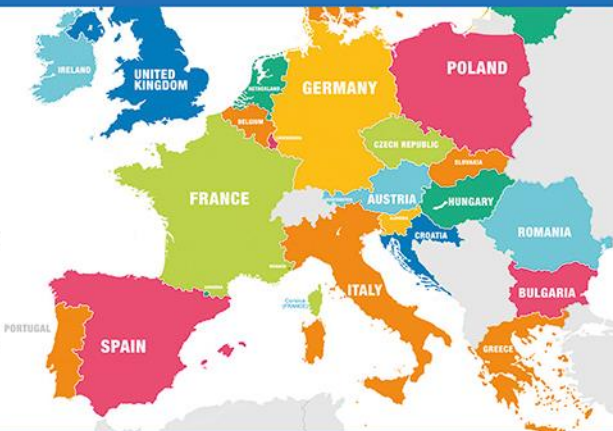 IRELAND
UNITED
KINGDOM
NETHERLAND
BELGIUM
GERMANY
POLAND
CZECH REPUBLIC
SLOVAKIA
FRANCE
AUSTRIA
HUNGARY
ROMANIA
CROATIA
ITALY
BULGARIA
Corsica
(FRANCE)
PORTUGAL
SPAIN
GREECE